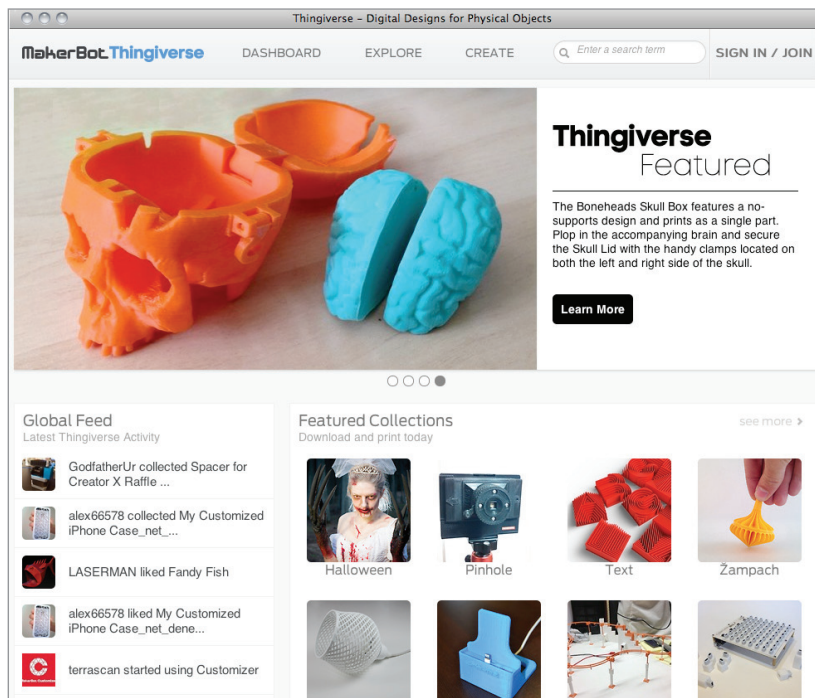 Thingiverse – Digital Designs for Physical Objects
MakerBot Thingiverse
DASHBOARD
EXPLORE
CREATE
Enter a search term
SIGN IN / JOIN
Thingiverse
Featured
The Boneheads Skull Box features a no-
supports design and prints as a single part.
Plop in the accompanying brain and secure
the Skull Lid with the handy clamps located on
both the left and right side of the skull.
Learn More
Global Feed
Latest Thingiverse Activity
GodfatherUr collected Spacer for
Creator X Raffle ...
alex66578 collected My Customized
iPhone Case_net_...
LASERMAN liked Fandy Fish
alex66578 liked My Customized
iPhone Case_net_dene...
terrascan started using Customizer
Featured Collections
Download and print today
see more
Halloween
Pinhole
Text
Žampach